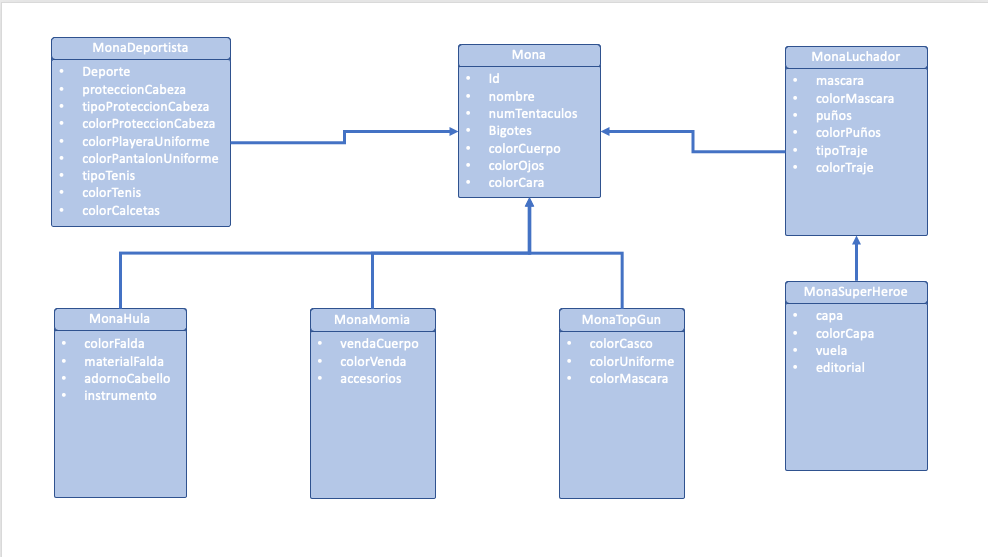 MonaDeportista
• Deporte
• proteccionCabeza
• tipoProteccionCabeza
• colorProteccionCabeza
• colorPlayeraUniforme
• colorPantalonUniforme
• tipoTenis
• colorTenis
• colorCalcetas
Mona
• Id
• nombre
• numTentaculos
• Bigotes
• colorCuerpo
• colorOjos
• colorCara
MonaLuchador
• mascara
• colorMascara
• puños
• colorPuños
• tipoTraje
• colorTraje
MonaHula
• colorFalda
• materialFalda
• adornoCabello
• instrumento
MonaMomia
• vendaCuerpo
• colorVenda
• accesorios
MonaTopGun
• colorCasco
• colorUniforme
• colorMascara
MonaSuperHeroe
• capa
• colorCapa
• vuela
• editorial